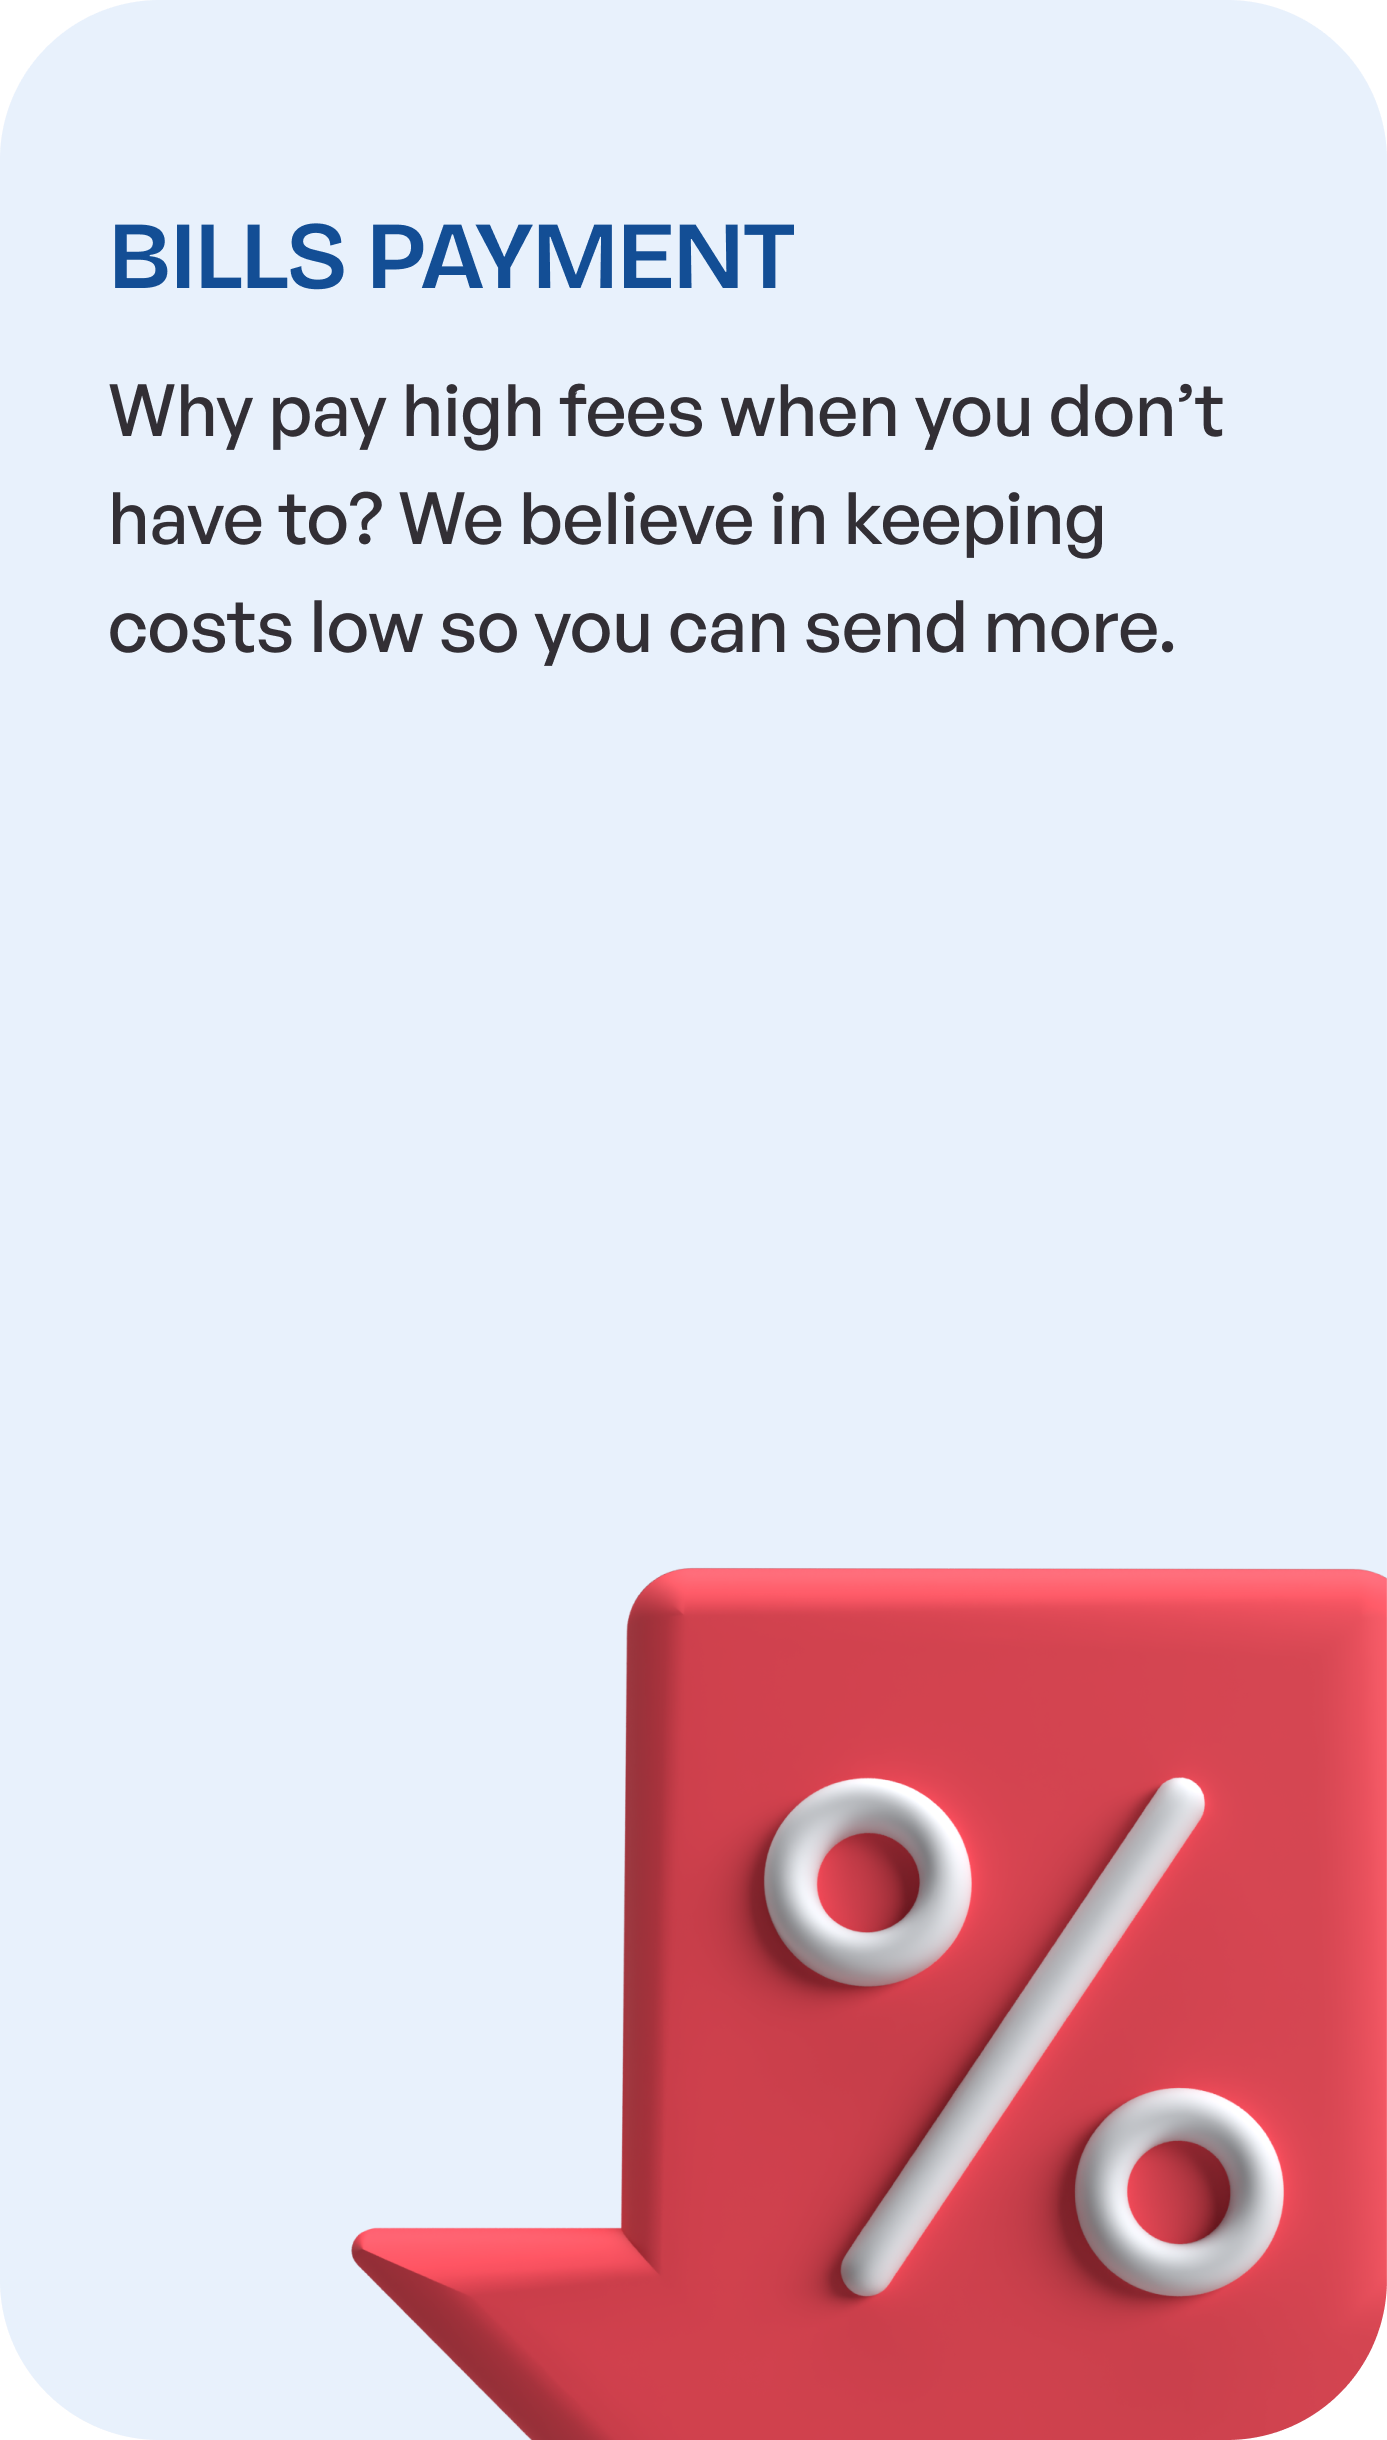 BILLS PAYMENT
Why pay high fees when you don’t
have to? We believe in keeping
costs low so you can send more.
%